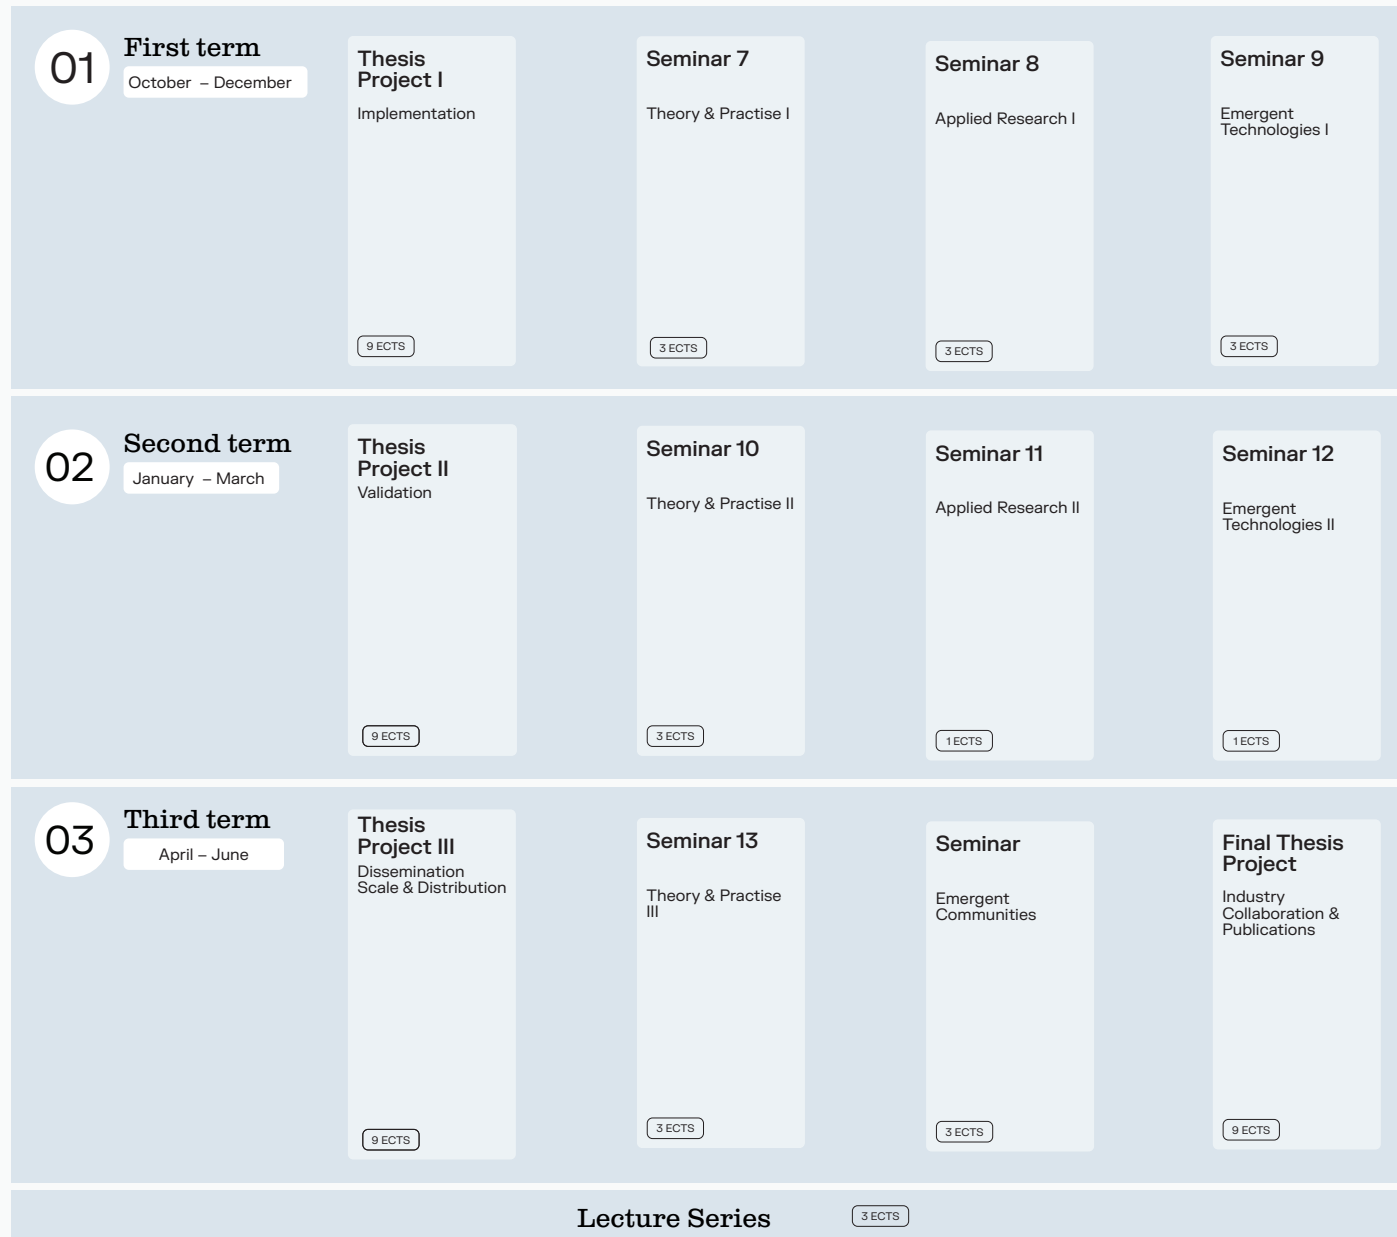 01
First term
October – December
Thesis
Project I
Implementation
9 ECTS
Seminar 7
Theory & Practise I
3 ECTS
Seminar 8
Applied Research I
3 ECTS
Seminar 9
Emergent
Technologies I
3 ECTS
02
Second term
January – March
Thesis
Project II
Validation
9 ECTS
Seminar 10
Theory & Practise II
3 ECTS
Seminar 11
Applied Research II
1 ECTS
Seminar 12
Emergent
Technologies II
1 ECTS
03
Third term
April – June
Thesis
Project III
Dissemination
Scale & Distribution
9 ECTS
Seminar 13
Theory & Practise
III
3 ECTS
Seminar
Emergent
Communities
3 ECTS
Final Thesis
Project
Industry
Collaboration &
Publications
9 ECTS
Lecture Series
3 ECTS